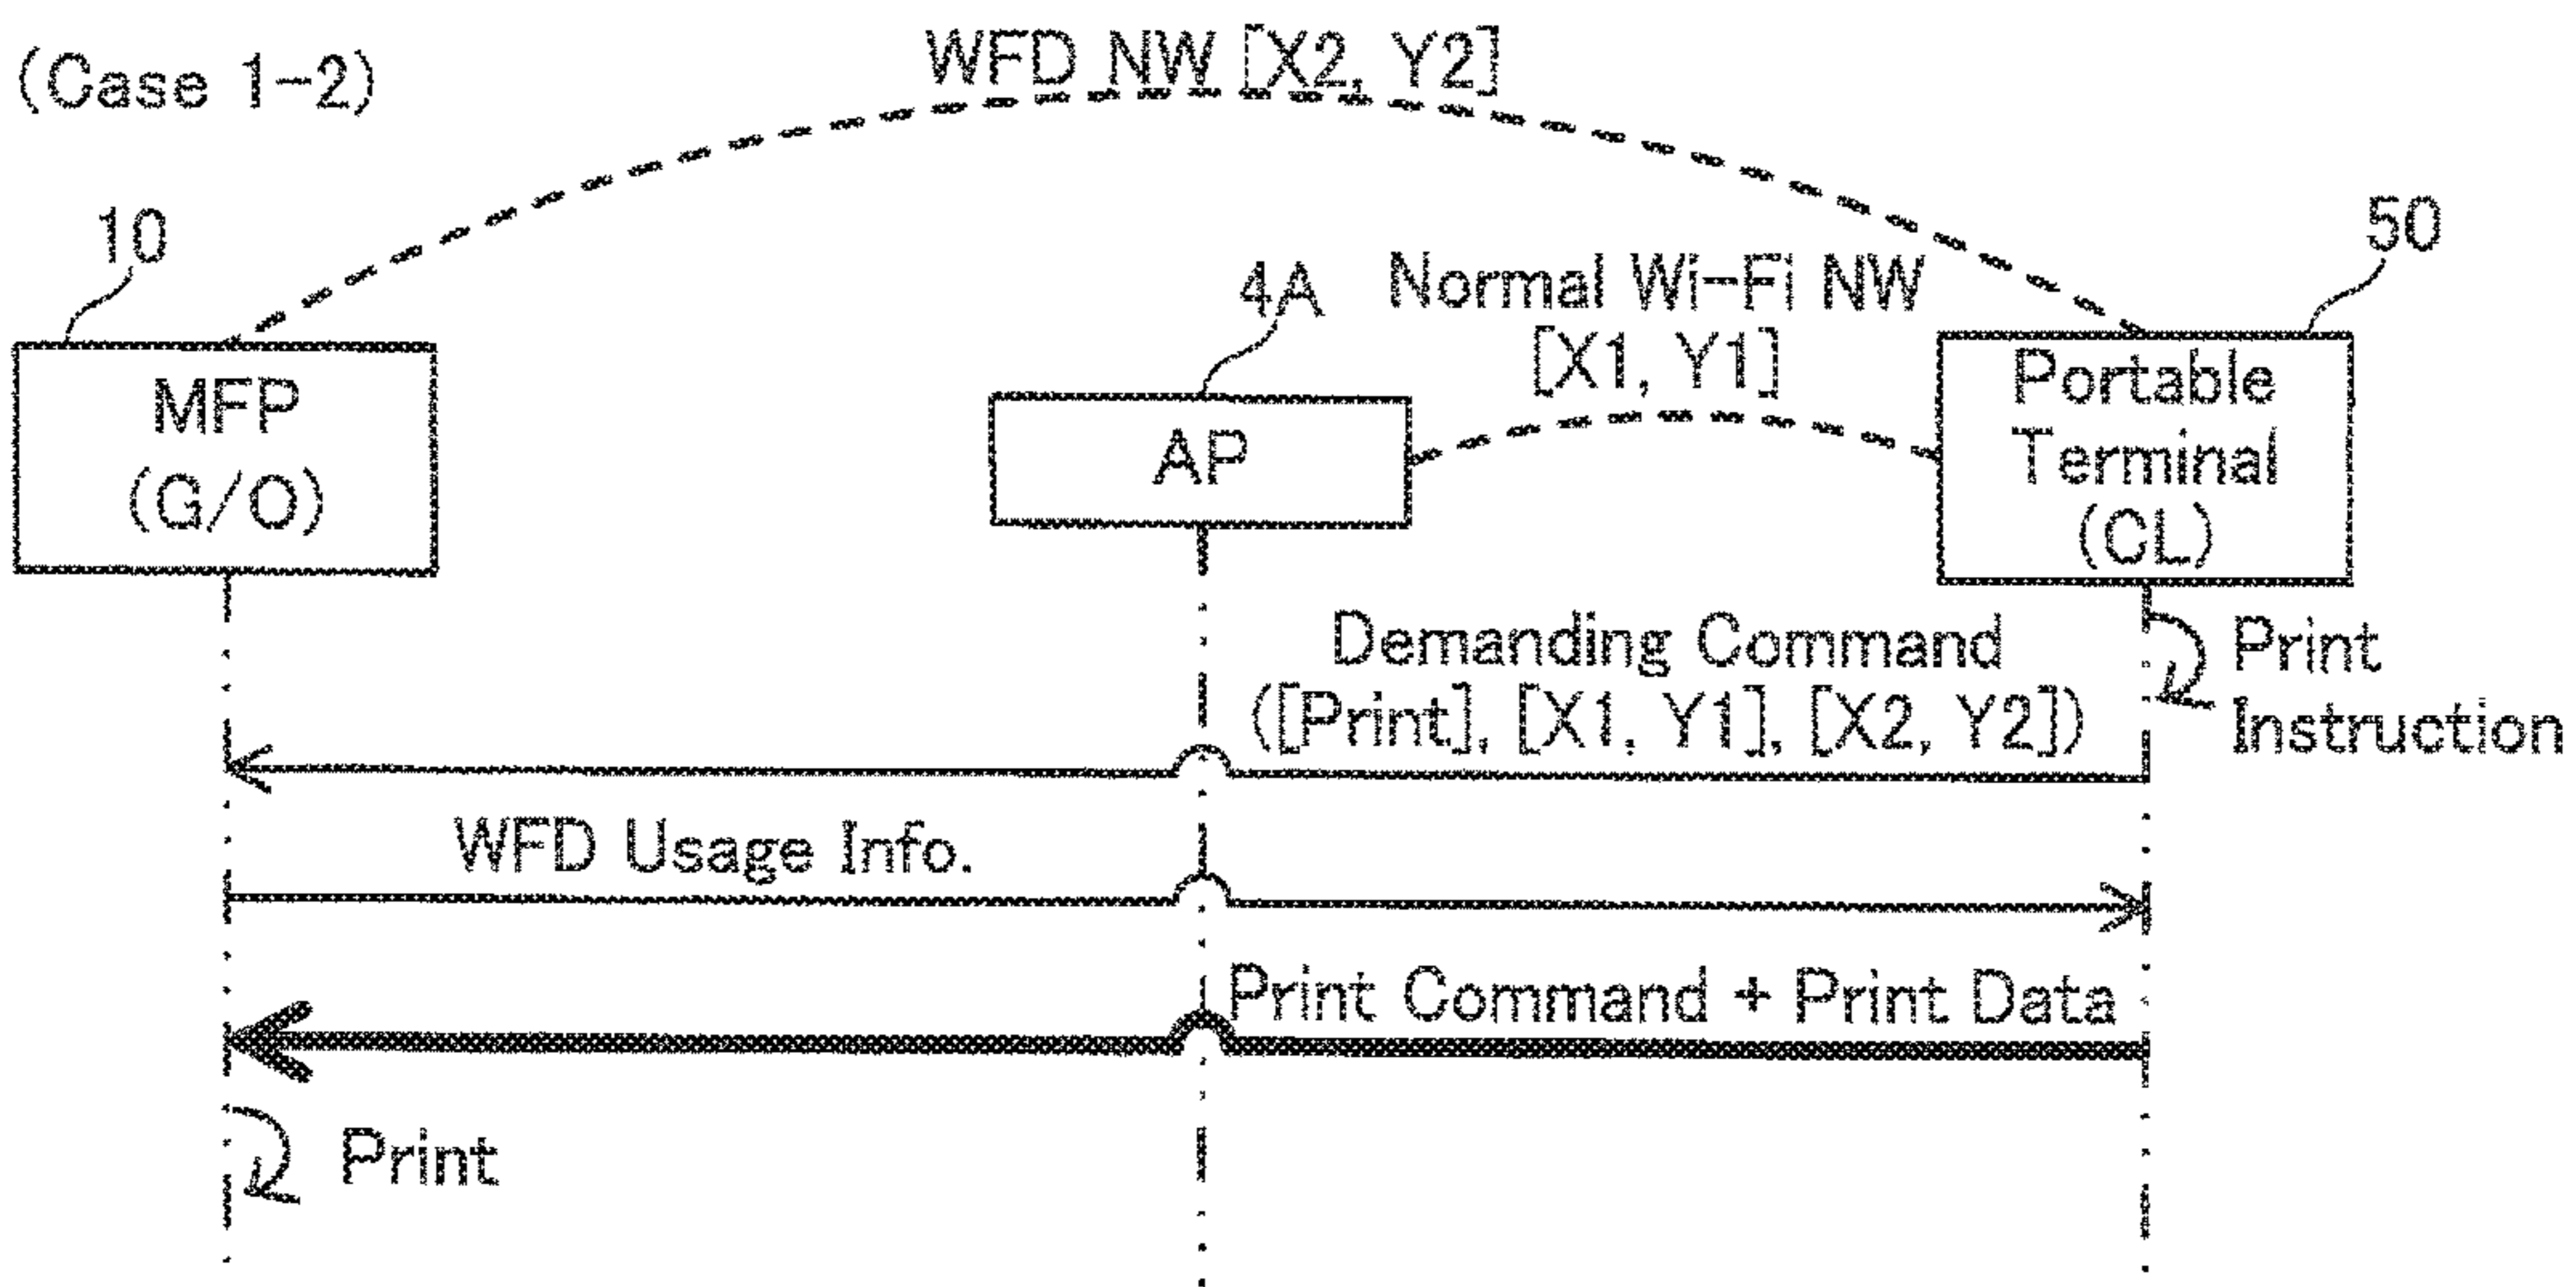 (Case 1-2)
WFD NW [X2, Y2]
10
4A
Normal Wi-Fi NW
[X1, Y1]
50
MFP
(G/O)
AP
Portable
Terminal
(CL)
Demanding Command
([Print], [X1, Y1], [X2, Y2])
Print
Instruction
WFD Usage Info.
Print Command + Print Data
Print